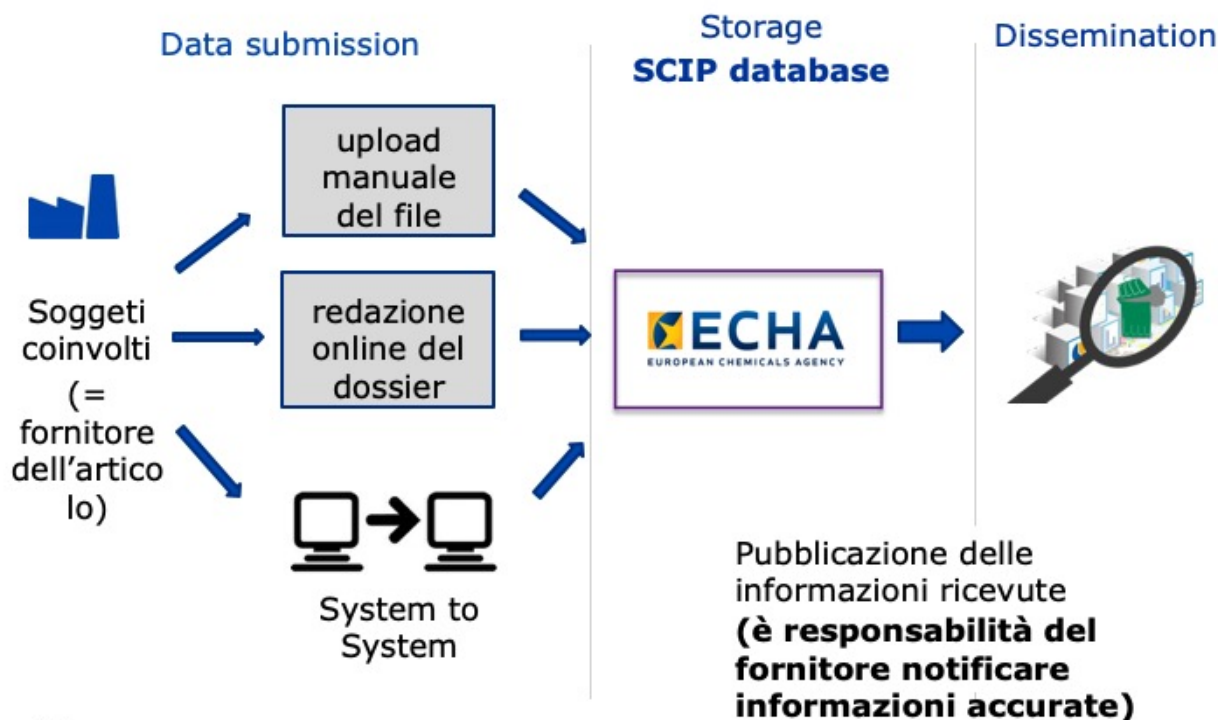 Data submission
Storage
SCIP database
Dissemination
upload
manuale
del file
Soggeti
coinvolti
(=
fornitore
dell'artico
lo)
redazione
online del
dossier
System to
System
ECHA
EUROPEAN CHEMICALS AGENCY
Pubblicazione delle
informazioni ricevute
(è responsabilità del
fornitore notificare
informazioni accurate)